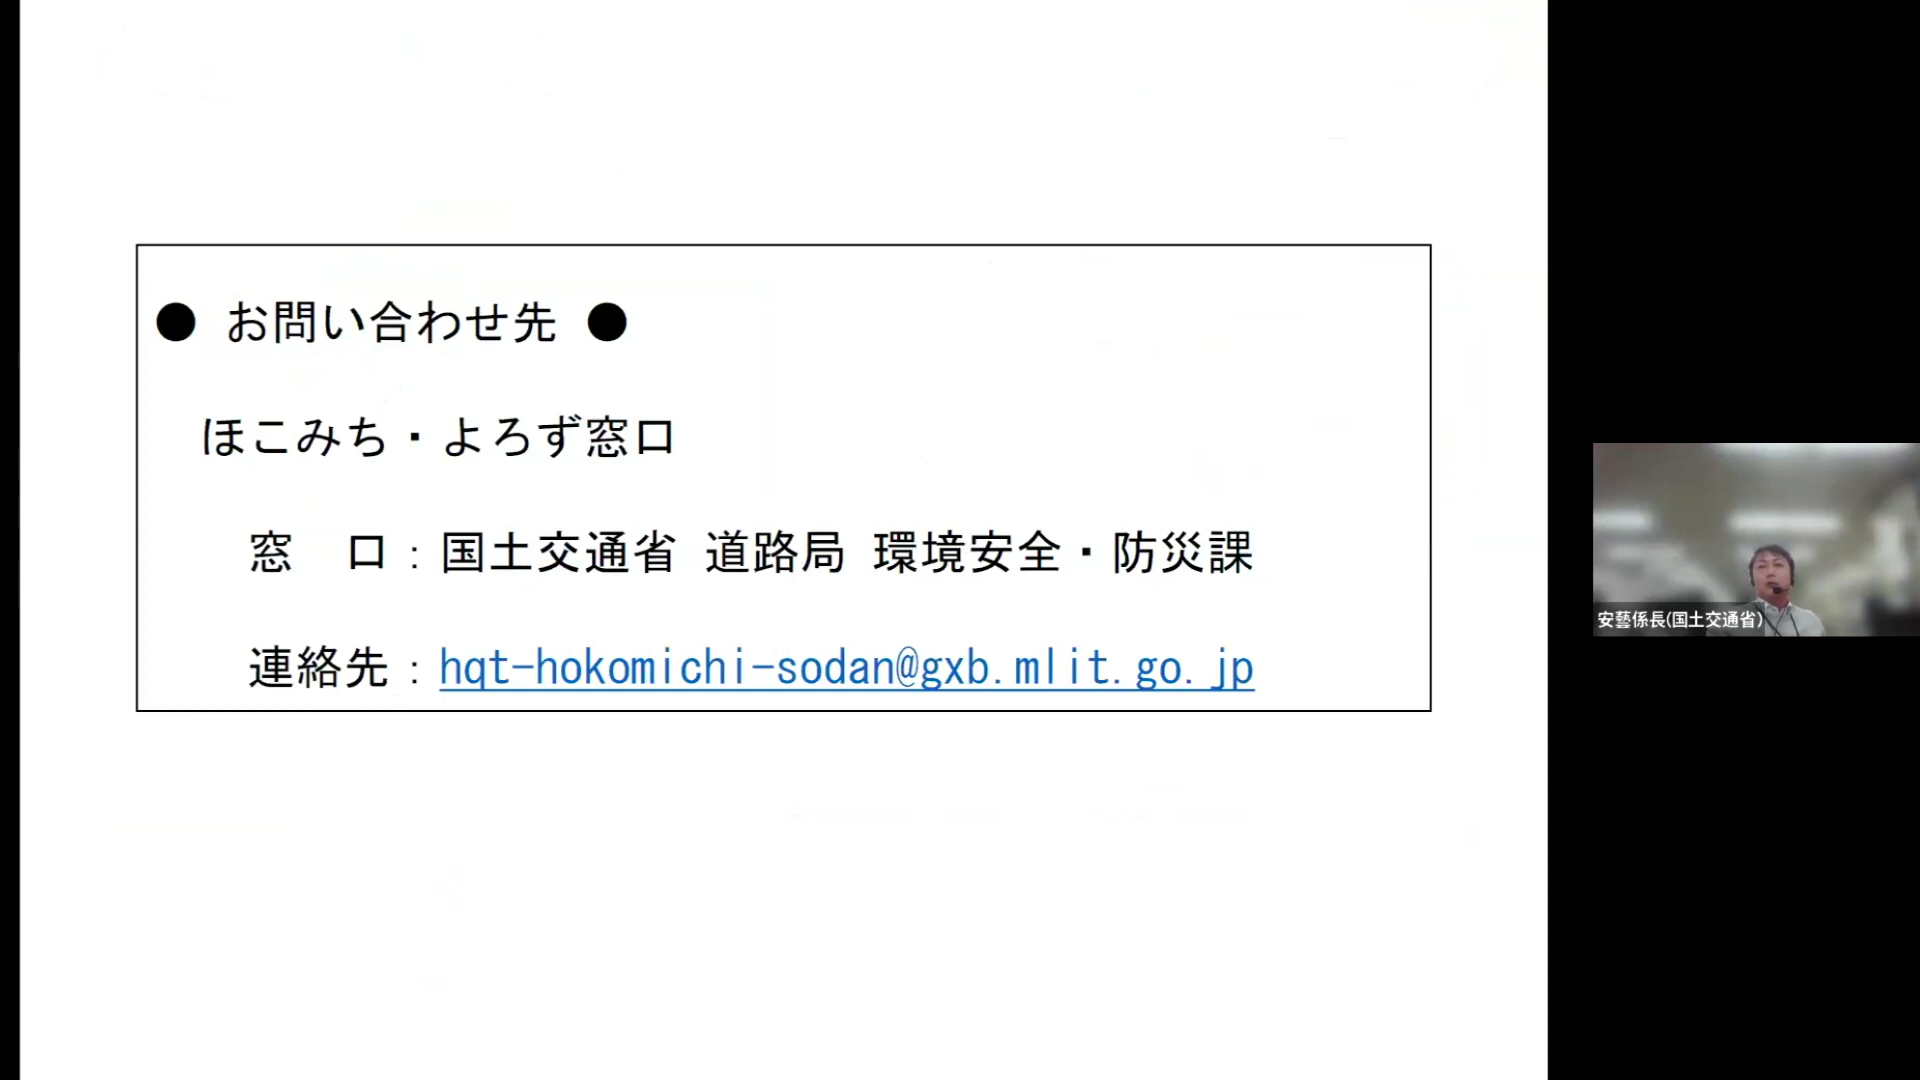 ● お問い合わせ先 ●
ほこみち・よろず窓口
窓　口：国土交通省 道路局 環境安全・防災課
連絡先：hqt-hokomichi-sodan@gxb.mlit.go.jp
安藝係長(国土交通省)